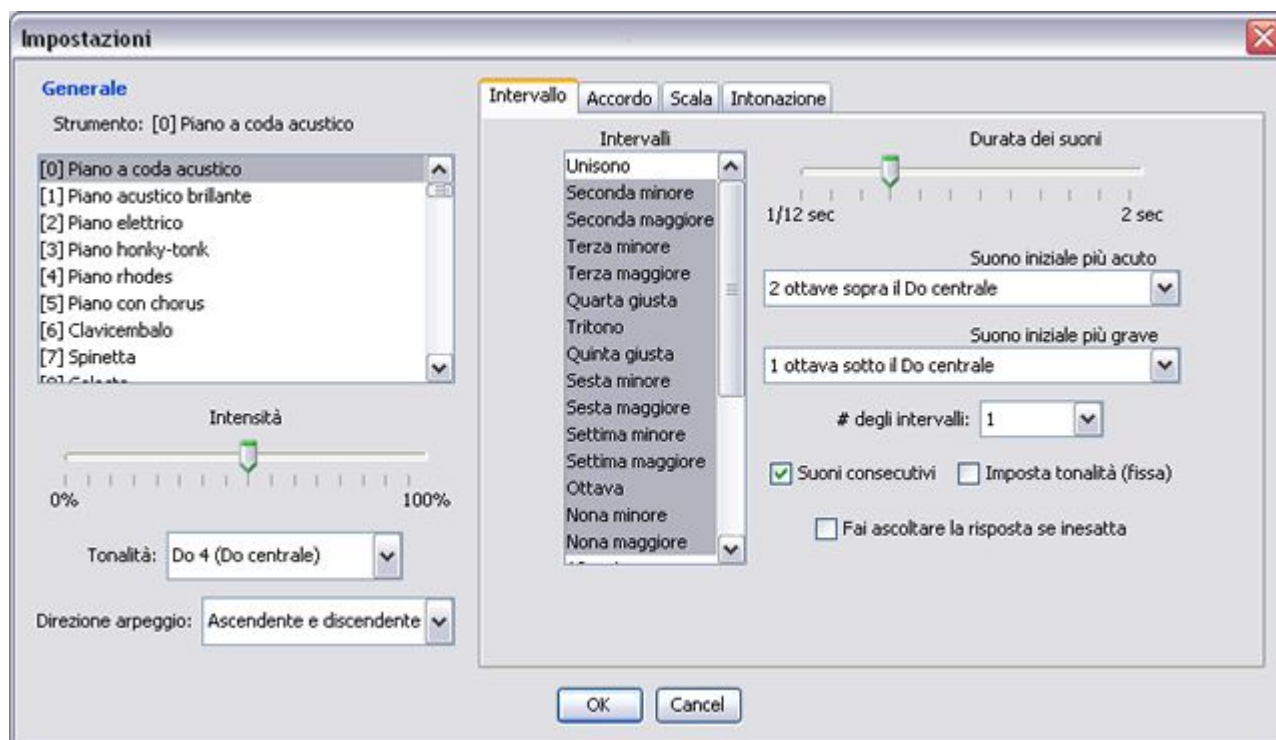 Impostazioni
Generale
Strumento: [0] Piano a coda acustico
[0] Piano a coda acustico
[1] Piano acustico brillante
[2] Piano elettrico
[3] Piano honky-tonk
[4] Piano rhodes
[5] Piano con chorus
[6] Clavicembalo
[7] Spinetta
Intensità
0%
100%
Tonalità: Do 4 (Do centrale)
Direzione arpeggio: Ascendente e discendente
Intervallo Accordo Scala Intonazione
Intervalli
Unisono
Seconda minore
Seconda maggiore
Terza minore
Terza maggiore
Quarta giusta
Tritono
Quinta giusta
Sesta minore
Sesta maggiore
Settima minore
Settima maggiore
Ottava
Nona minore
Nona maggiore
Durata dei suoni
1/12 sec
2 sec
Suono iniziale più acuto
2 ottave sopra il Do centrale
Suono iniziale più grave
1 ottava sotto il Do centrale
# degli intervalli: 1
Suoni consecutivi Imposta tonalità (fissa)
Fai ascoltare la risposta se inesatta
OK Cancel